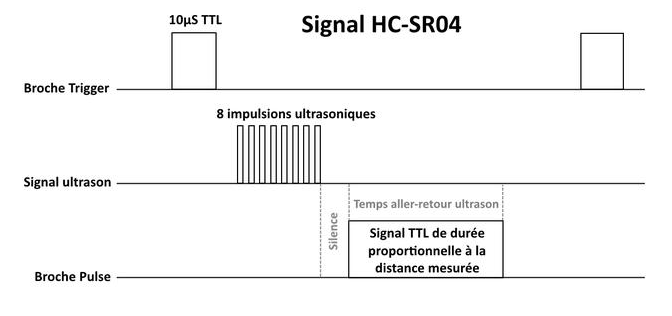 10µS TTL
Signal HC-SR04
Broche Trigger
8 impulsions ultrasoniques
Signal ultrason
Silence
Temps aller-retour ultrason
Signal TTL de durée
proportionnelle à la
distance mesurée
Broche Pulse